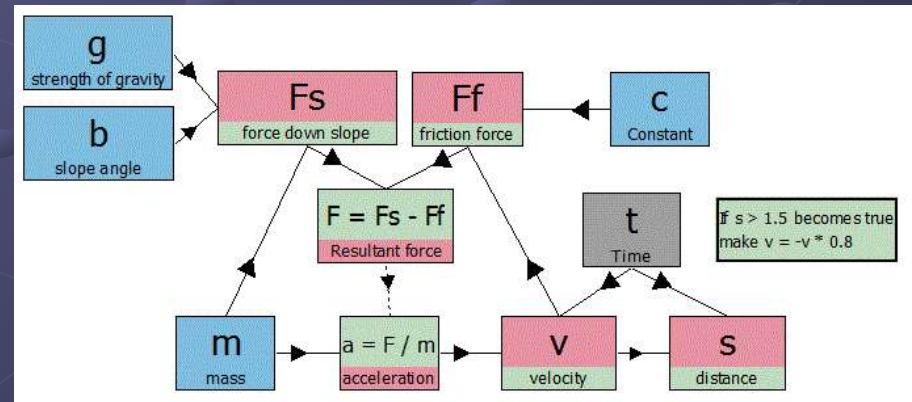 g
strength of gravity
b
slope angle
Fs
force down slope
Ff
friction force
c
Constant
F = Fs - Ff
Resultant force
t
Time
If s > 1.5 becomes true
make v = -v * 0.8
m
mass
a = F / m
acceleration
v
velocity
s
distance